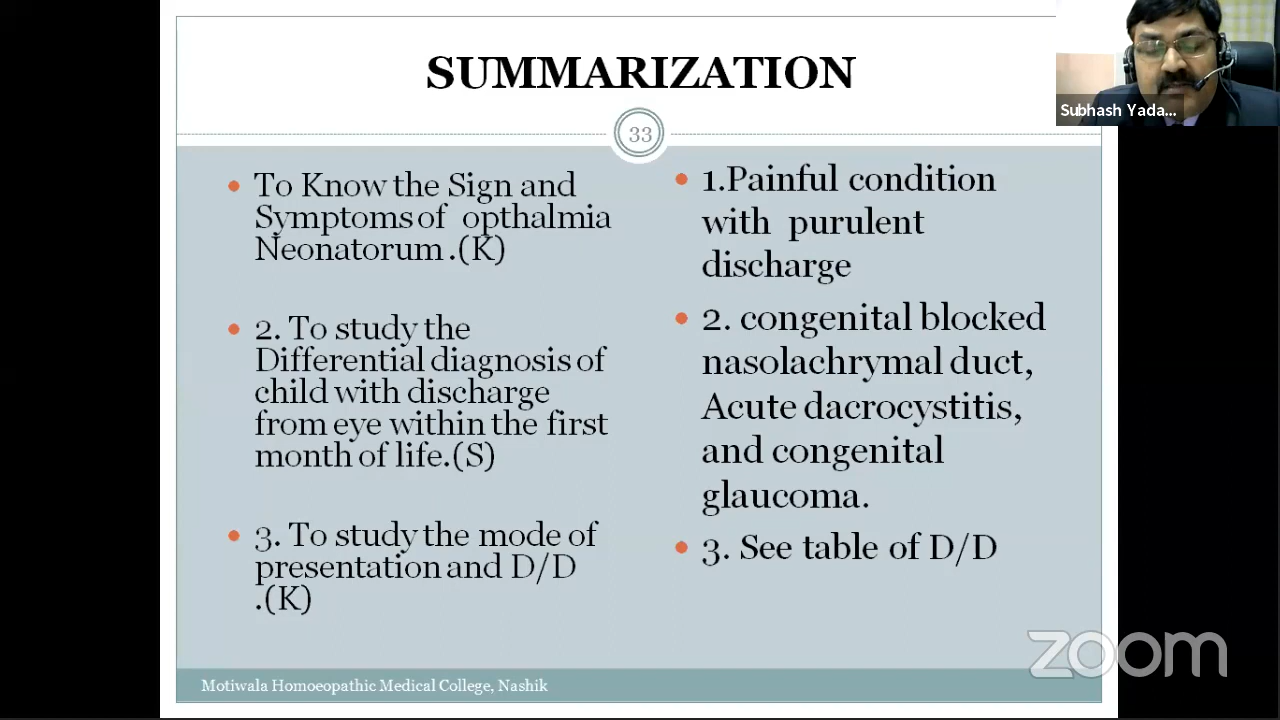 SUMMARIZATION
33
Subhash Yada...
To Know the Sign and
Symptoms of opthalmia
Neonatorum .(K)
2. To study the
Differential diagnosis of
child with discharge
from eye within the first
month of life.(S)
3. To study the mode of
presentation and D/D
.(K)
1.Painful condition
with purulent
discharge
2. congenital blocked
nasolachrymal duct,
Acute dacrocystitis,
and congenital
glaucoma.
3. See table of D/D
zoom
Motiwala Homoeopathic Medical College, Nashik